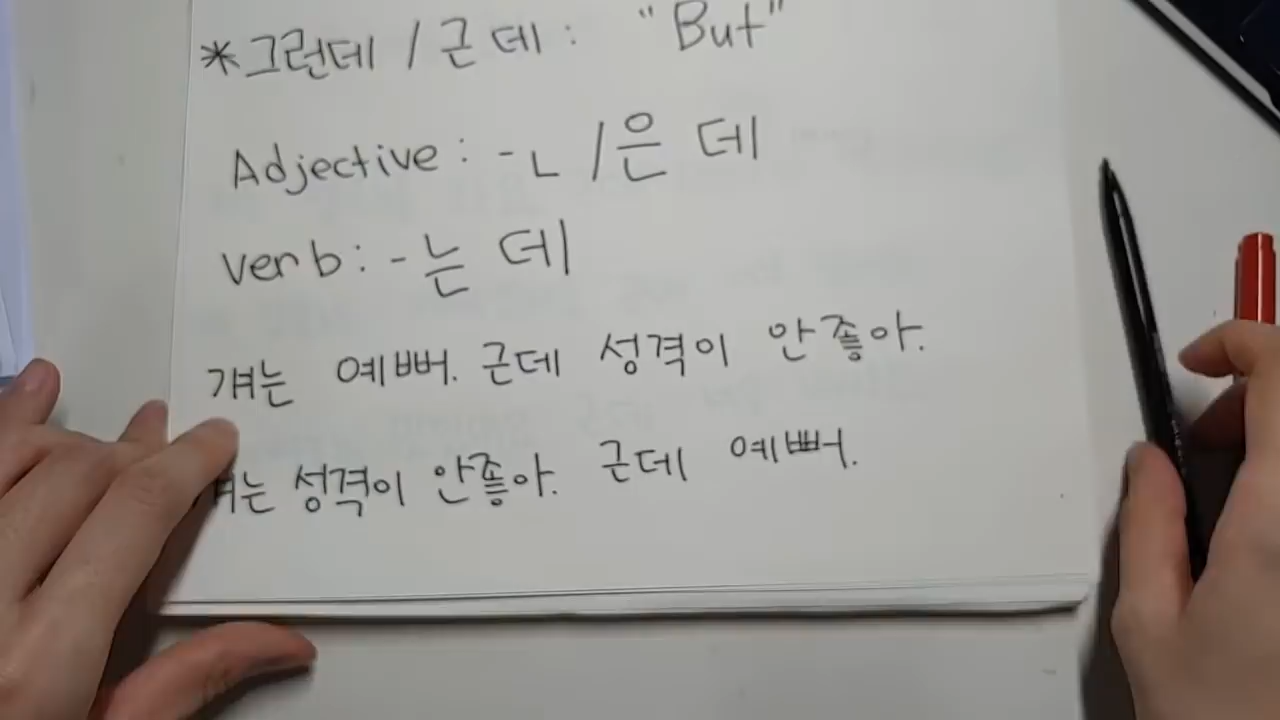 *그런데 / 근데 : "But"
Adjective : -ㄴ / 은 데
verb : - 는 데
걔는 예뻐. 근데 성격이 안좋아.
성격이 안좋아. 근데 예뻐.